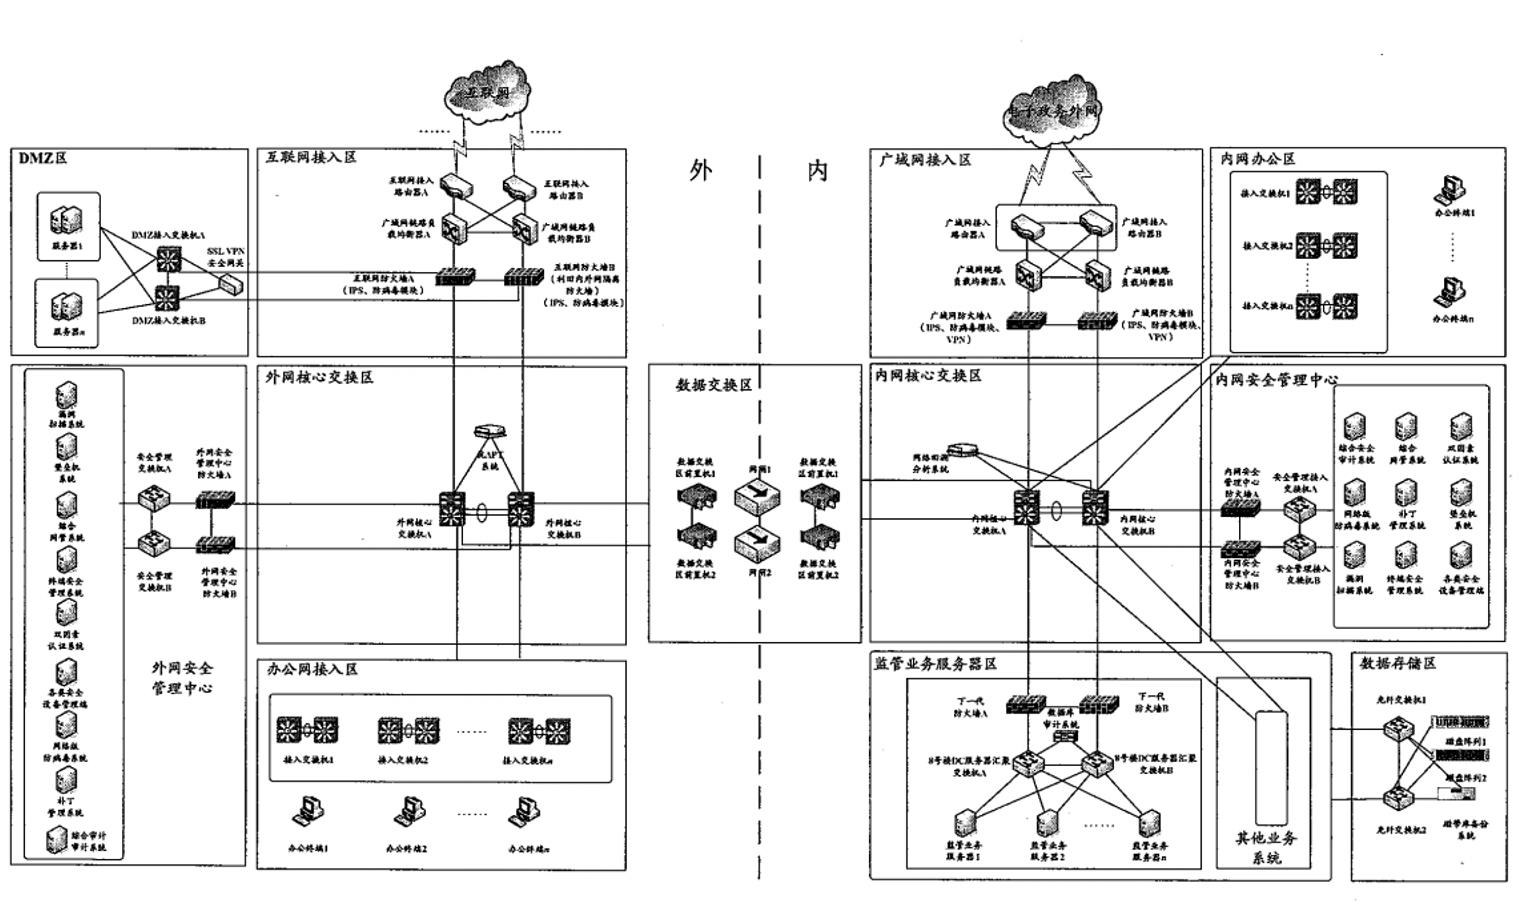 互联网
电子政务外网
DMZ区
服务器1
服务器n
DMZ接入交换机A
SSL VPN
安全网关
DMZ接入交换机B
互联网接入区
互联网接入
路由器A
互联网接入
路由器B
广域网链路负
载均衡器A
广域网链路负
载均衡器B
互联网防火墙A
(IPS、防病毒模块)
互联网防火墙B
(利旧内外网隔离
防火墙)
(IPS、防病毒模块)
外
内
广域网接入区
广域网接入
路由器A
广域网接入
路由器B
广域网链路
负载均衡器A
广域网链路
负载均衡器B
广域网防火墙A
(IPS、防病毒模块、
VPN)
广域网防火墙B
(IPS、防病毒模块、
VPN)
内网办公区
接入交换机1
接入交换机2
接入交换机n
办公终端1
办公终端n
漏洞
扫描系统
堡垒机
系统
综合
网管系统
终端安全
管理系统
双因素
认证系统
各类安全
设备管理端
网络版
防病毒系统
补丁
管理系统
综合审计
审计系统
安全管理
交换机A
外网安全
管理中心
防火墙A
安全管理
交换机B
外网安全
管理中心
防火墙B
外网安全
管理中心
外网核心交换区
系统
外网核心
交换机A
外网核心
交换机B
数据交换区
数据交换
区前置机1
网闸1
数据交换
区前置机1
数据交换
区前置机2
网闸2
数据交换
区前置机2
内网核心交换区
网络回溯
分析系统
内网核心
交换机A
内网核心
交换机B
内网安全管理中心
内网安全
管理中心
防火墙A
安全管理接入
交换机A
内网安全
管理中心
防火墙B
安全管理接入
交换机B
综合安全
审计系统
综合
网管系统
双因素
认证系统
网络版
防病毒系统
补丁
管理系统
堡垒机
系统
漏洞
扫描系统
终端安全
管理系统
各类安全
设备管理端
办公网接入区
接入交换机1
接入交换机2
接入交换机n
办公终端1
办公终端2
办公终端n
监管业务服务器区
下一代
防火墙A
下一代
防火墙B
数据库
审计系统
8号楼DC服务器汇聚
交换机A
8号楼DC服务器汇聚
交换机B
监管业务
服务器1
监管业务
服务器2
监管业务
服务器n
其他业务
系统
数据存储区
光纤交换机1
磁盘阵列1
磁盘阵列2
光纤交换机2
磁带库备份
系统